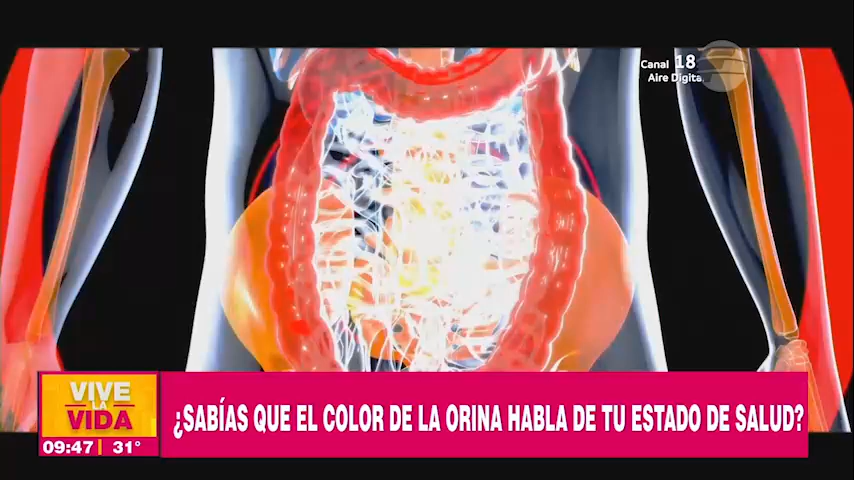 Canal 18
Aire Digital
VIVE
LA
VIDA
¿SABÍAS QUE EL COLOR DE LA ORINA HABLA DE TU ESTADO DE SALUD?
09:47 31°